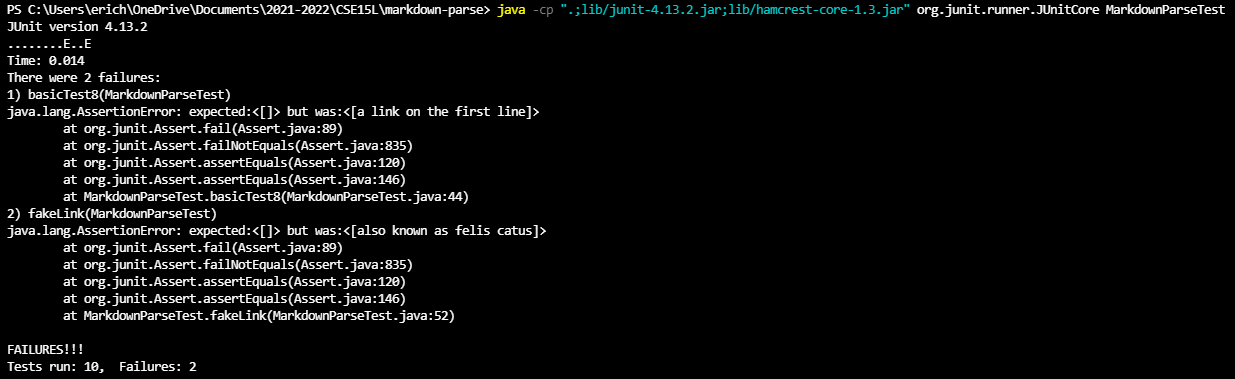 PS C:\Users\erich\OneDrive\Documents\2021-2022\CSE15L\markdown-parse> java -cp ".;lib/junit-4.13.2.jar;lib/hamcrest-core-1.3.jar" org.junit.runner.JUnitCore MarkdownParseTest
JUnit version 4.13.2
........E..E
Time: 0.014
There were 2 failures:
1) basicTest8(MarkdownParseTest)
java.lang.AssertionError: expected:<[]> but was:<[a link on the first line]>
        at org.junit.Assert.fail(Assert.java:89)
        at org.junit.Assert.failNotEquals(Assert.java:835)
        at org.junit.Assert.assertEquals(Assert.java:120)
        at org.junit.Assert.assertEquals(Assert.java:146)
        at MarkdownParseTest.basicTest8(MarkdownParseTest.java:44)
2) fakeLink(MarkdownParseTest)
java.lang.AssertionError: expected:<[]> but was:<[also known as felis catus]>
        at org.junit.Assert.fail(Assert.java:89)
        at org.junit.Assert.failNotEquals(Assert.java:835)
        at org.junit.Assert.assertEquals(Assert.java:120)
        at org.junit.Assert.assertEquals(Assert.java:146)
        at MarkdownParseTest.fakeLink(MarkdownParseTest.java:52)

FAILURES!!!
Tests run: 10,  Failures: 2